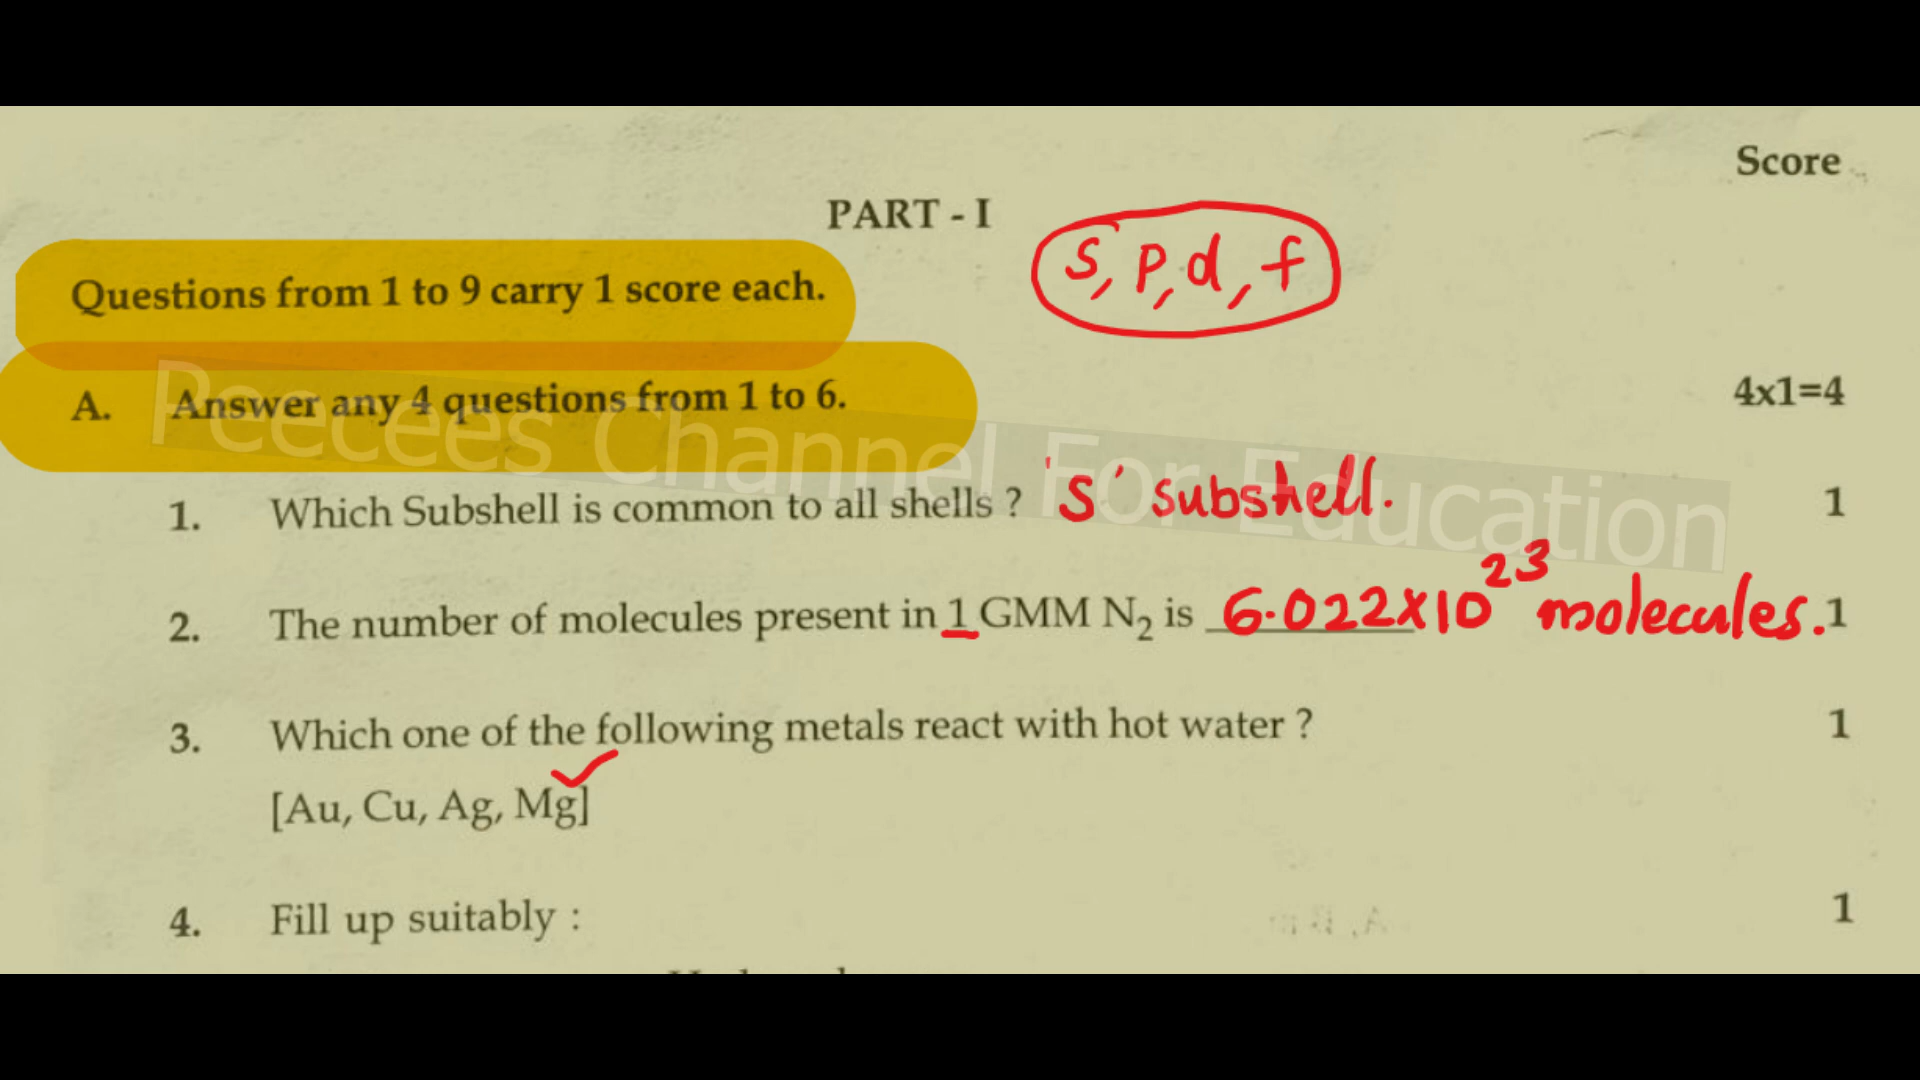 Score
PART - I
s, p, d, f
Questions from 1 to 9 carry 1 score each.
A. Answer any 4 questions from 1 to 6. 4x1=4
Peecees Channel For Education
1. Which Subshell is common to all shells ? 's' subshell. 1
2. The number of molecules present in 1 GMM N₂ is 6.022×10²³ molecules. 1
3. Which one of the following metals react with hot water ? 1
[Au, Cu, Ag, Mg]
4. Fill up suitably : 1